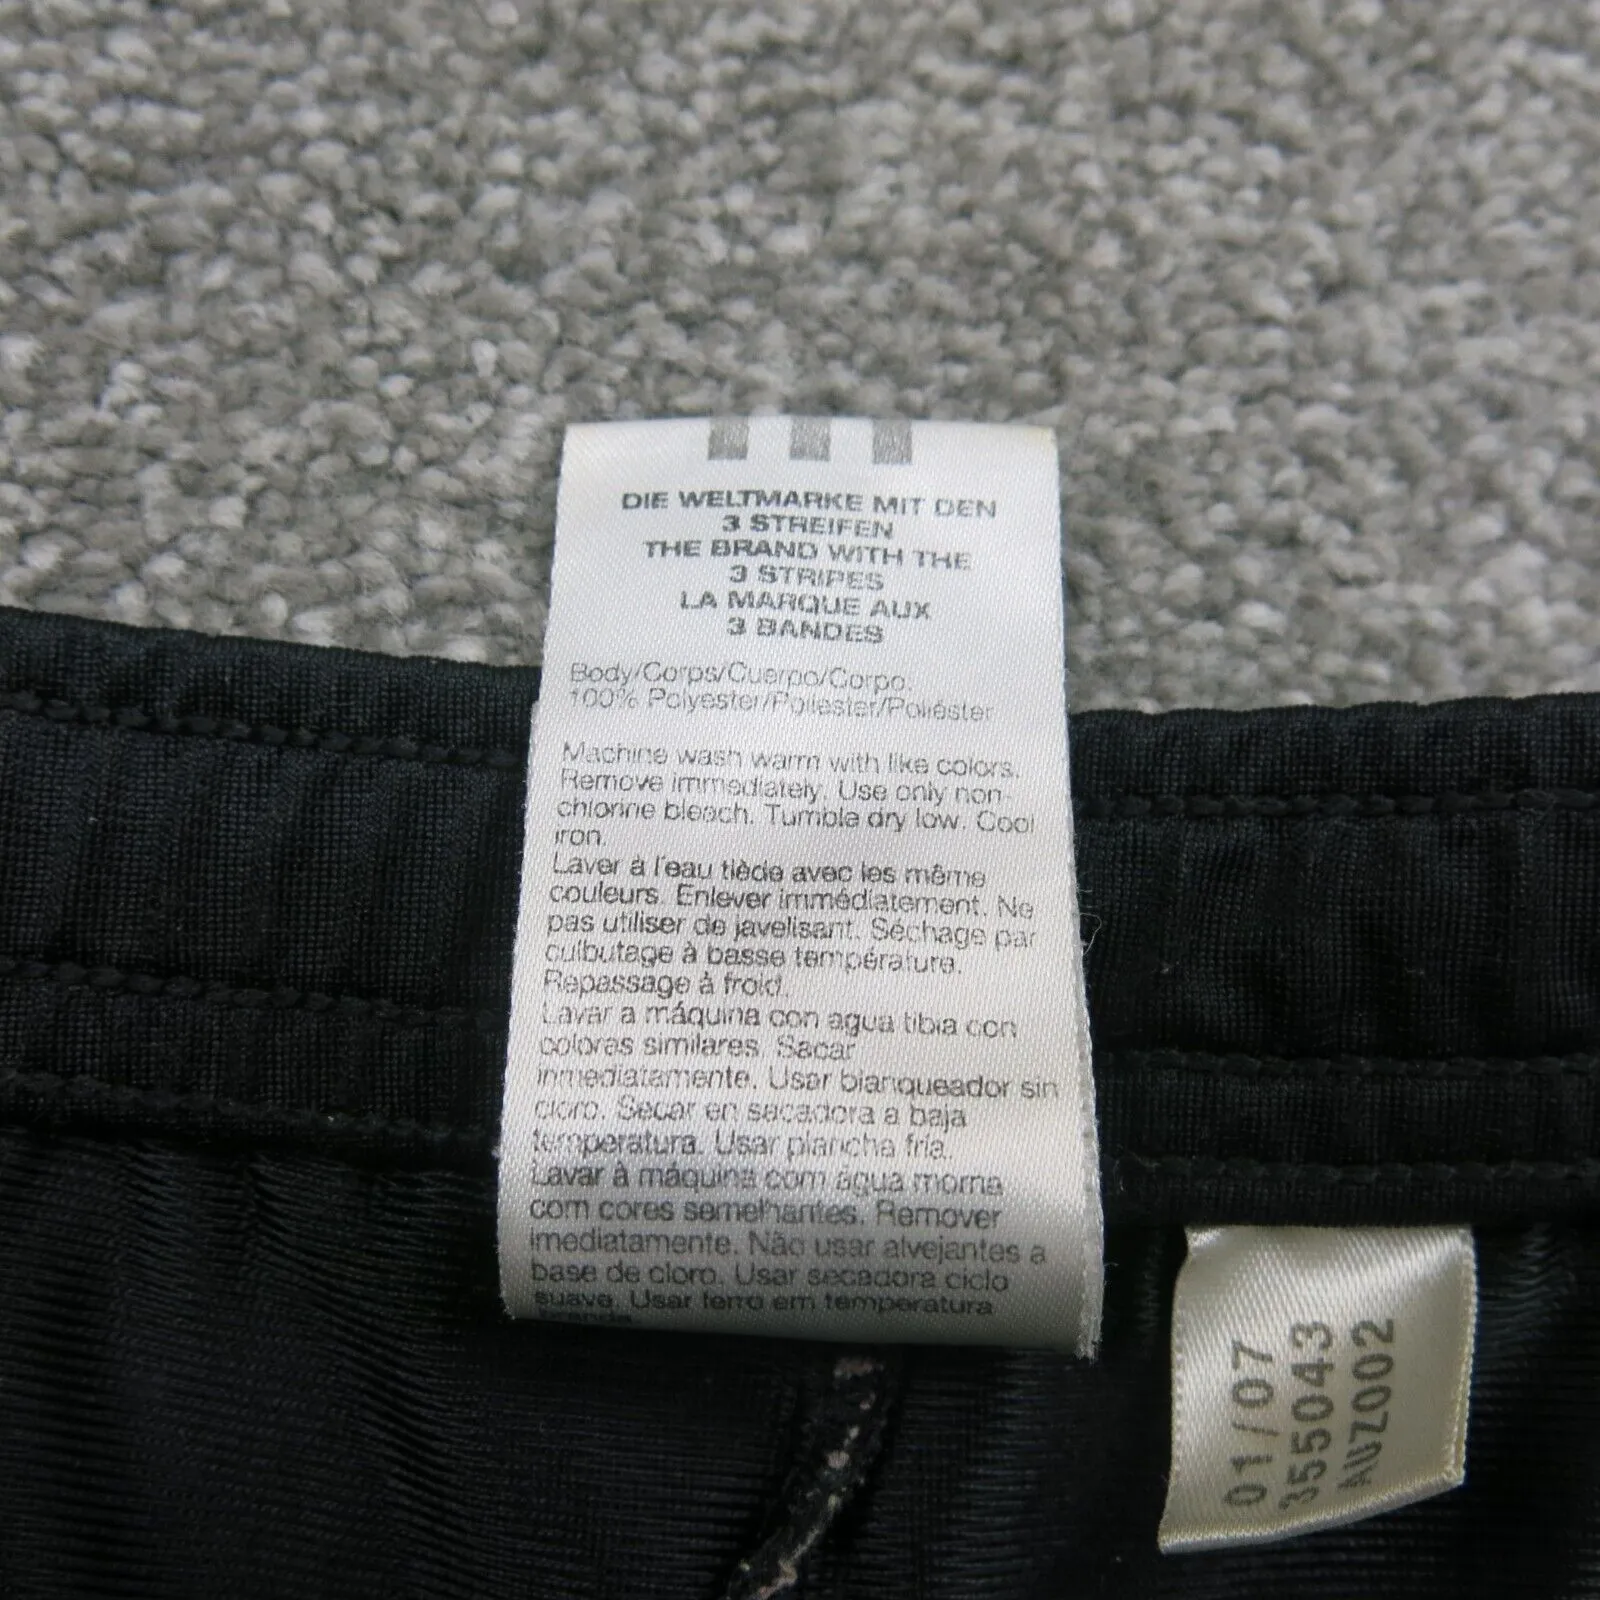 DIE WELTMARKE MIT DEN
3 STREIFEN
THE BRAND WITH THE
3 STRIPES
LA MARQUE AUX
3 BANDES
Body/Corps/Cuerpo/Corpo.
100% Polyester/Poliester/Poliéster
Machine wash warm with like colors.
Remove immediately. Use only non-
chlorine bleach. Tumble dry low. Cool
iron.
Laver à l'eau tiède avec les même
couleurs. Enlever immédiatement. Ne
pas utiliser de javelisant. Séchage par
culbutage à basse température.
Repassage à froid.
Lavar a máquina con agua tibia con
colores similares. Sacar
inmediatamente. Usar blanqueador sin
cloro. Secar en sacadora a baja
temperatura. Usar plancha fria.
Lavar à máquina com água morna
com cores semelhantes. Remover
imediatamente. Não usar alvejantes a
base de cloro. Usar secadora ciclo
suave. Usar ferro em temperatura
01/07
355043
AUZ002